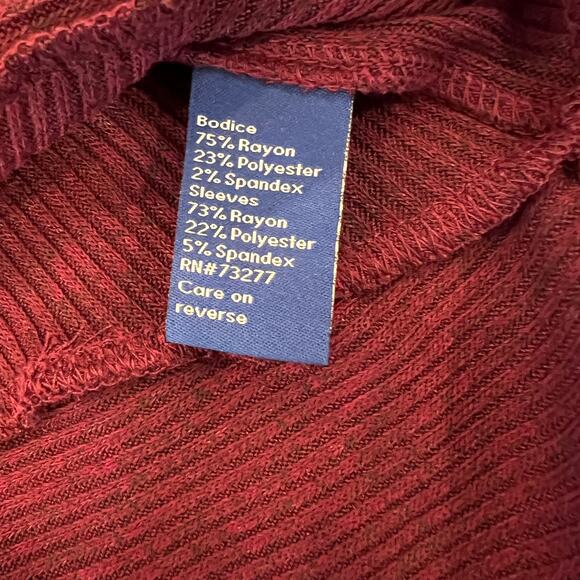 Bodice
75% Rayon
23% Polyester
2% Spandex
Sleeves
73% Rayon
22% Polyester
5% Spandex
RN#73277
Care on
reverse